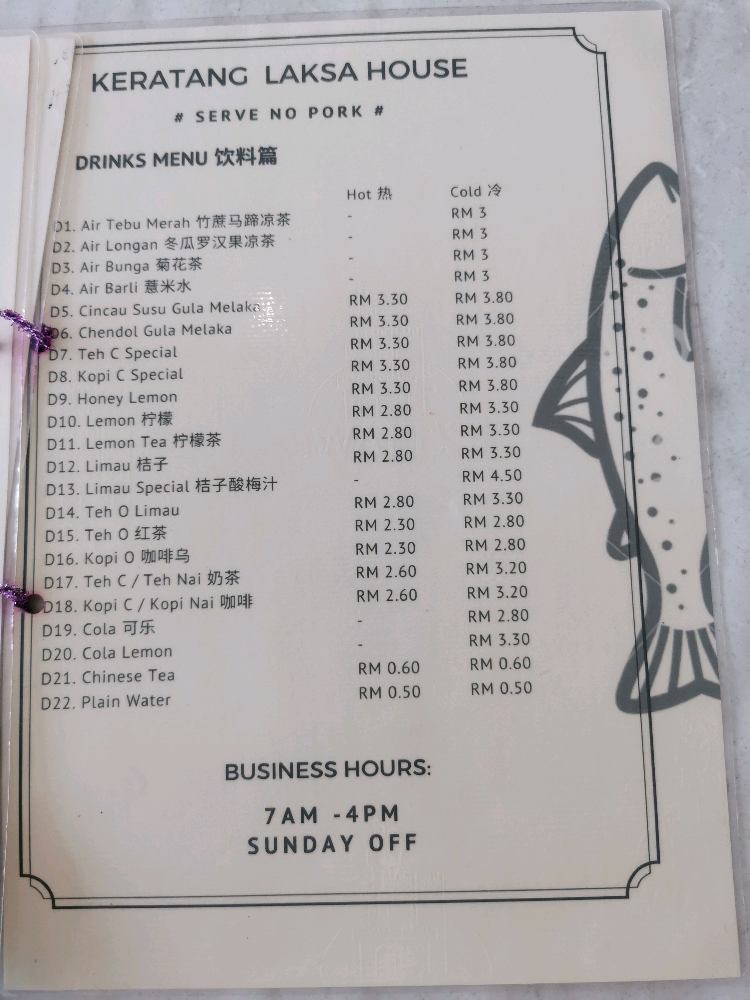 KERATANG LAKSA HOUSE
# SERVE NO PORK #
DRINKS MENU 饮料篇
Hot 热 Cold 冷
D1. Air Tebu Merah 竹蔗马蹄凉茶 - RM 3
D2. Air Longan 冬瓜罗汉果凉茶 - RM 3
D3. Air Bunga 菊花茶 - RM 3
D4. Air Barli 薏米水 - RM 3
D5. Cincau Susu Gula Melaka RM 3.30 RM 3.80
D6. Chendol Gula Melaka RM 3.30 RM 3.80
D7. Teh C Special RM 3.30 RM 3.80
D8. Kopi C Special RM 3.30 RM 3.80
D9. Honey Lemon RM 3.30 RM 3.80
D10. Lemon 柠檬 RM 2.80 RM 3.30
D11. Lemon Tea 柠檬茶 RM 2.80 RM 3.30
D12. Limau 桔子 RM 2.80 RM 3.30
D13. Limau Special 桔子酸梅汁 - RM 4.50
D14. Teh O Limau RM 2.80 RM 3.30
D15. Teh O 红茶 RM 2.30 RM 2.80
D16. Kopi O 咖啡乌 RM 2.30 RM 2.80
D17. Teh C / Teh Nai 奶茶 RM 2.60 RM 3.20
D18. Kopi C / Kopi Nai 咖啡 RM 2.60 RM 3.20
D19. Cola 可乐 - RM 2.80
D20. Cola Lemon - RM 3.30
D21. Chinese Tea RM 0.60 RM 0.60
D22. Plain Water RM 0.50 RM 0.50
BUSINESS HOURS:
7AM -4PM
SUNDAY OFF